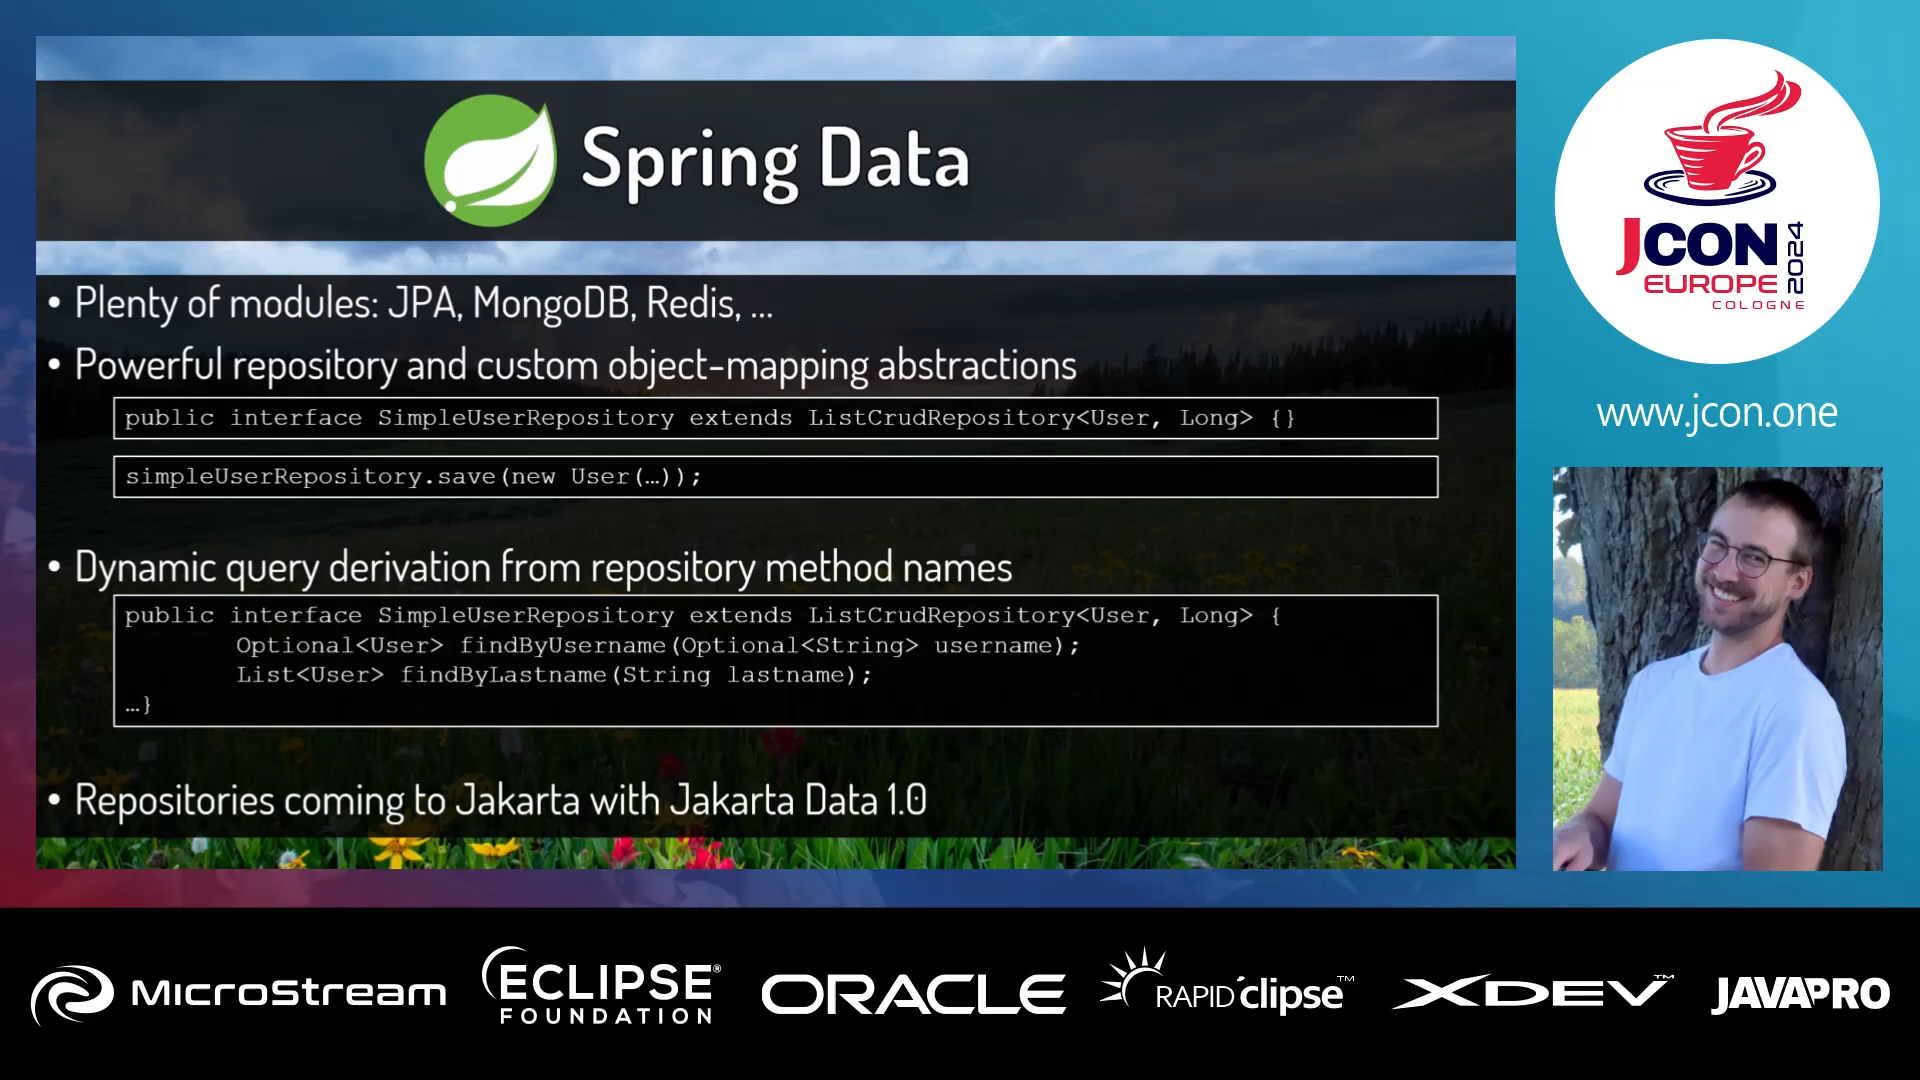 Spring Data
• Plenty of modules: JPA, MongoDB, Redis, ...
• Powerful repository and custom object-mapping abstractions
public interface SimpleUserRepository extends ListCrudRepository<User, Long> {}
simpleUserRepository.save(new User(…));
• Dynamic query derivation from repository method names
public interface SimpleUserRepository extends ListCrudRepository<User, Long> {
Optional<User> findByUsername(Optional<String> username);
List<User> findByLastname(String lastname);
…}
• Repositories coming to Jakarta with Jakarta Data 1.0
JCON
EUROPE
2024
COLOGNE
www.jcon.one
MicroStream
ECLIPSE®
FOUNDATION
ORACLE
RAPID'clipse™
XDEV™
JAVAPRO